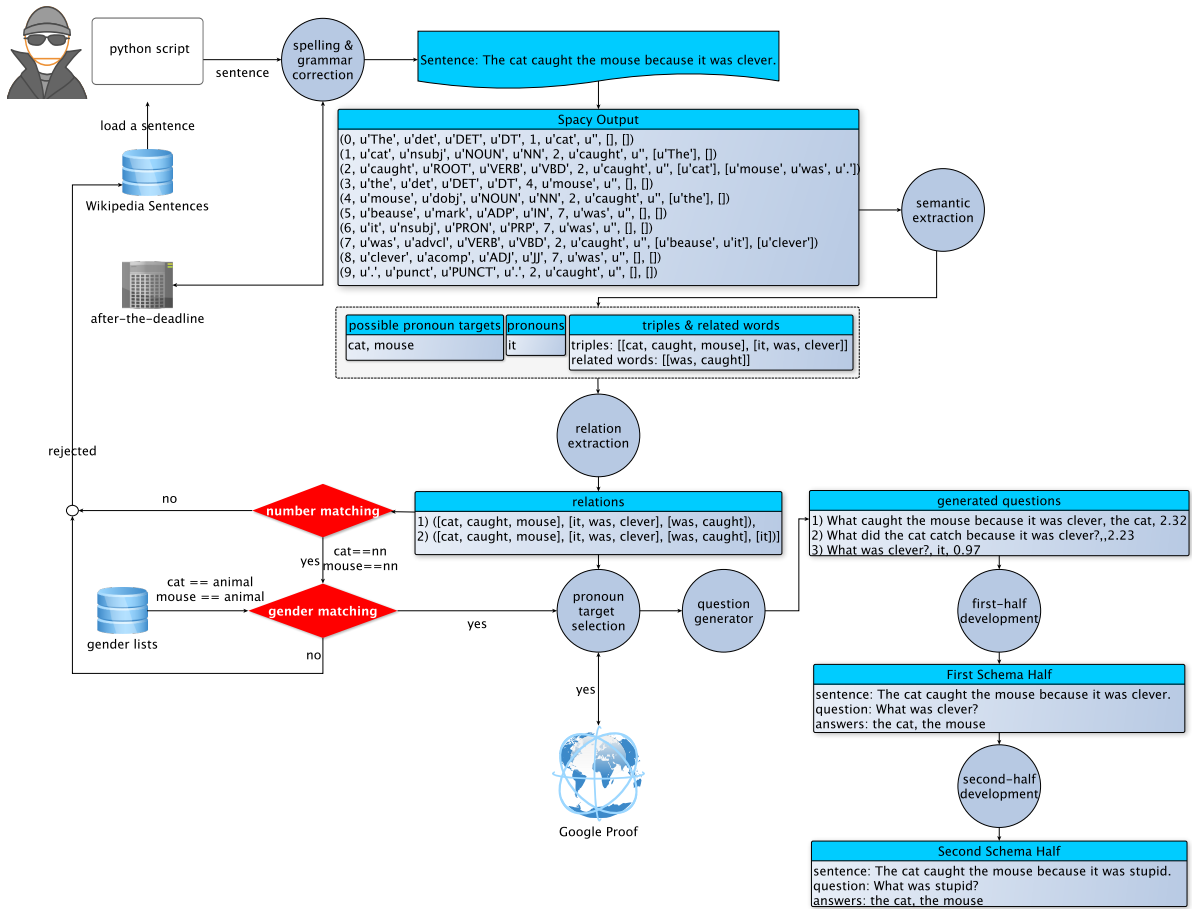 python script
sentence
spelling &
grammar
correction
Sentence: The cat caught the mouse because it was clever.
load a sentence
Wikipedia Sentences
after-the-deadline
Spacy Output
(0, u'The', u'det', u'DET', u'DT', 1, u'cat', u'', [], [])
(1, u'cat', u'nsubj', u'NOUN', u'NN', 2, u'caught', u'', [u'The'], [])
(2, u'caught', u'ROOT', u'VERB', u'VBD', 2, u'caught', u'', [u'cat'], [u'mouse', u'was', u'.'])
(3, u'the', u'det', u'DET', u'DT', 4, u'mouse', u'', [], [])
(4, u'mouse', u'dobj', u'NOUN', u'NN', 2, u'caught', u'', [u'the'], [])
(5, u'beause', u'mark', u'ADP', u'IN', 7, u'was', u'', [], [])
(6, u'it', u'nsubj', u'PRON', u'PRP', 7, u'was', u'', [], [])
(7, u'was', u'advcl', u'VERB', u'VBD', 2, u'caught', u'', [u'beause', u'it'], [u'clever'])
(8, u'clever', u'acomp', u'ADJ', u'JJ', 7, u'was', u'', [], [])
(9, u'.', u'punct', u'PUNCT', u'.', 2, u'caught', u'', [], [])
semantic
extraction
possible pronoun targets
cat, mouse
pronouns
it
triples & related words
triples: [[cat, caught, mouse], [it, was, clever]]
related words: [[was, caught]]
relation
extraction
rejected
no
number matching
relations
1) ([cat, caught, mouse], [it, was, clever], [was, caught]),
2) ([cat, caught, mouse], [it, was, clever], [was, caught], [it])]
generated questions
1) What caught the mouse because it was clever, the cat, 2.32
2) What did the cat catch because it was clever?,,2.23
3) What was clever?, it, 0.97
yes
cat==nn
mouse==nn
gender lists
cat == animal
mouse == animal
gender matching
yes
no
pronoun
target
selection
question
generator
first-half
development
yes
Google Proof
First Schema Half
sentence: The cat caught the mouse because it was clever.
question: What was clever?
answers: the cat, the mouse
second-half
development
Second Schema Half
sentence: The cat caught the mouse because it was stupid.
question: What was stupid?
answers: the cat, the mouse